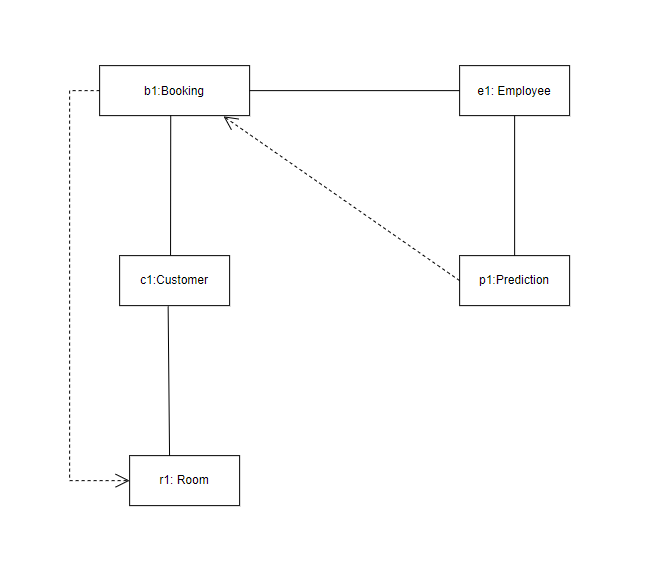 b1:Booking
e1: Employee
c1:Customer
p1:Prediction
r1: Room